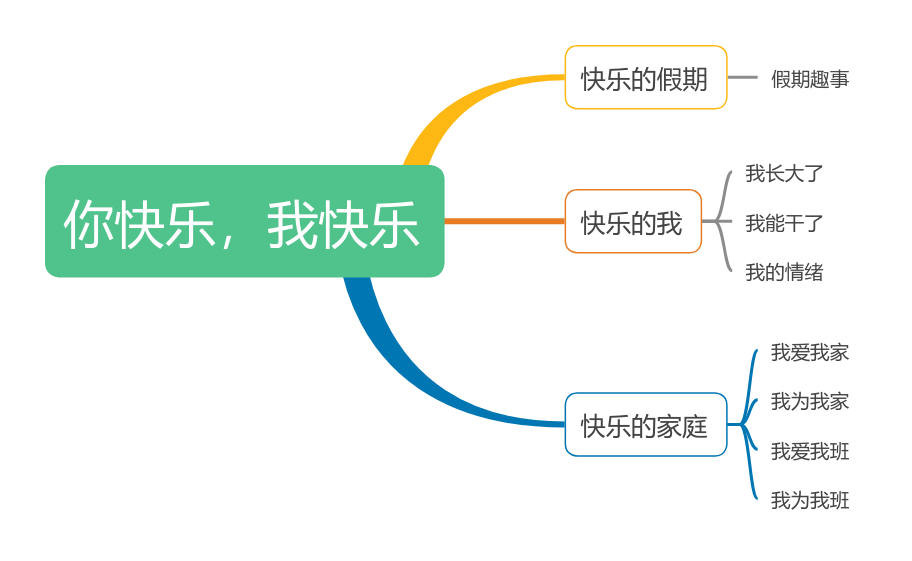 你快乐，我快乐
快乐的假期
假期趣事
快乐的我
我长大了
我能干了
我的情绪
快乐的家庭
我爱我家
我为我家
我爱我班
我为我班